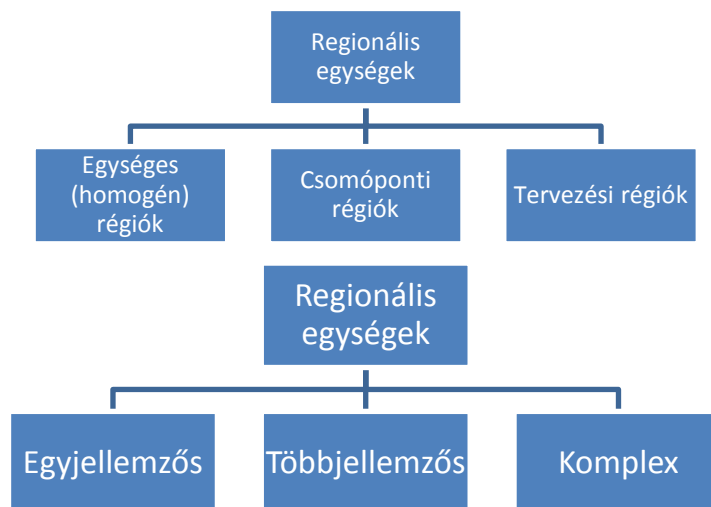 Regionális
egységek
Egységes
(homogén)
régiók
Csomóponti
régiók
Tervezési régiók
Regionális
egységek
Egyjellemzős
Többjellemzős
Komplex